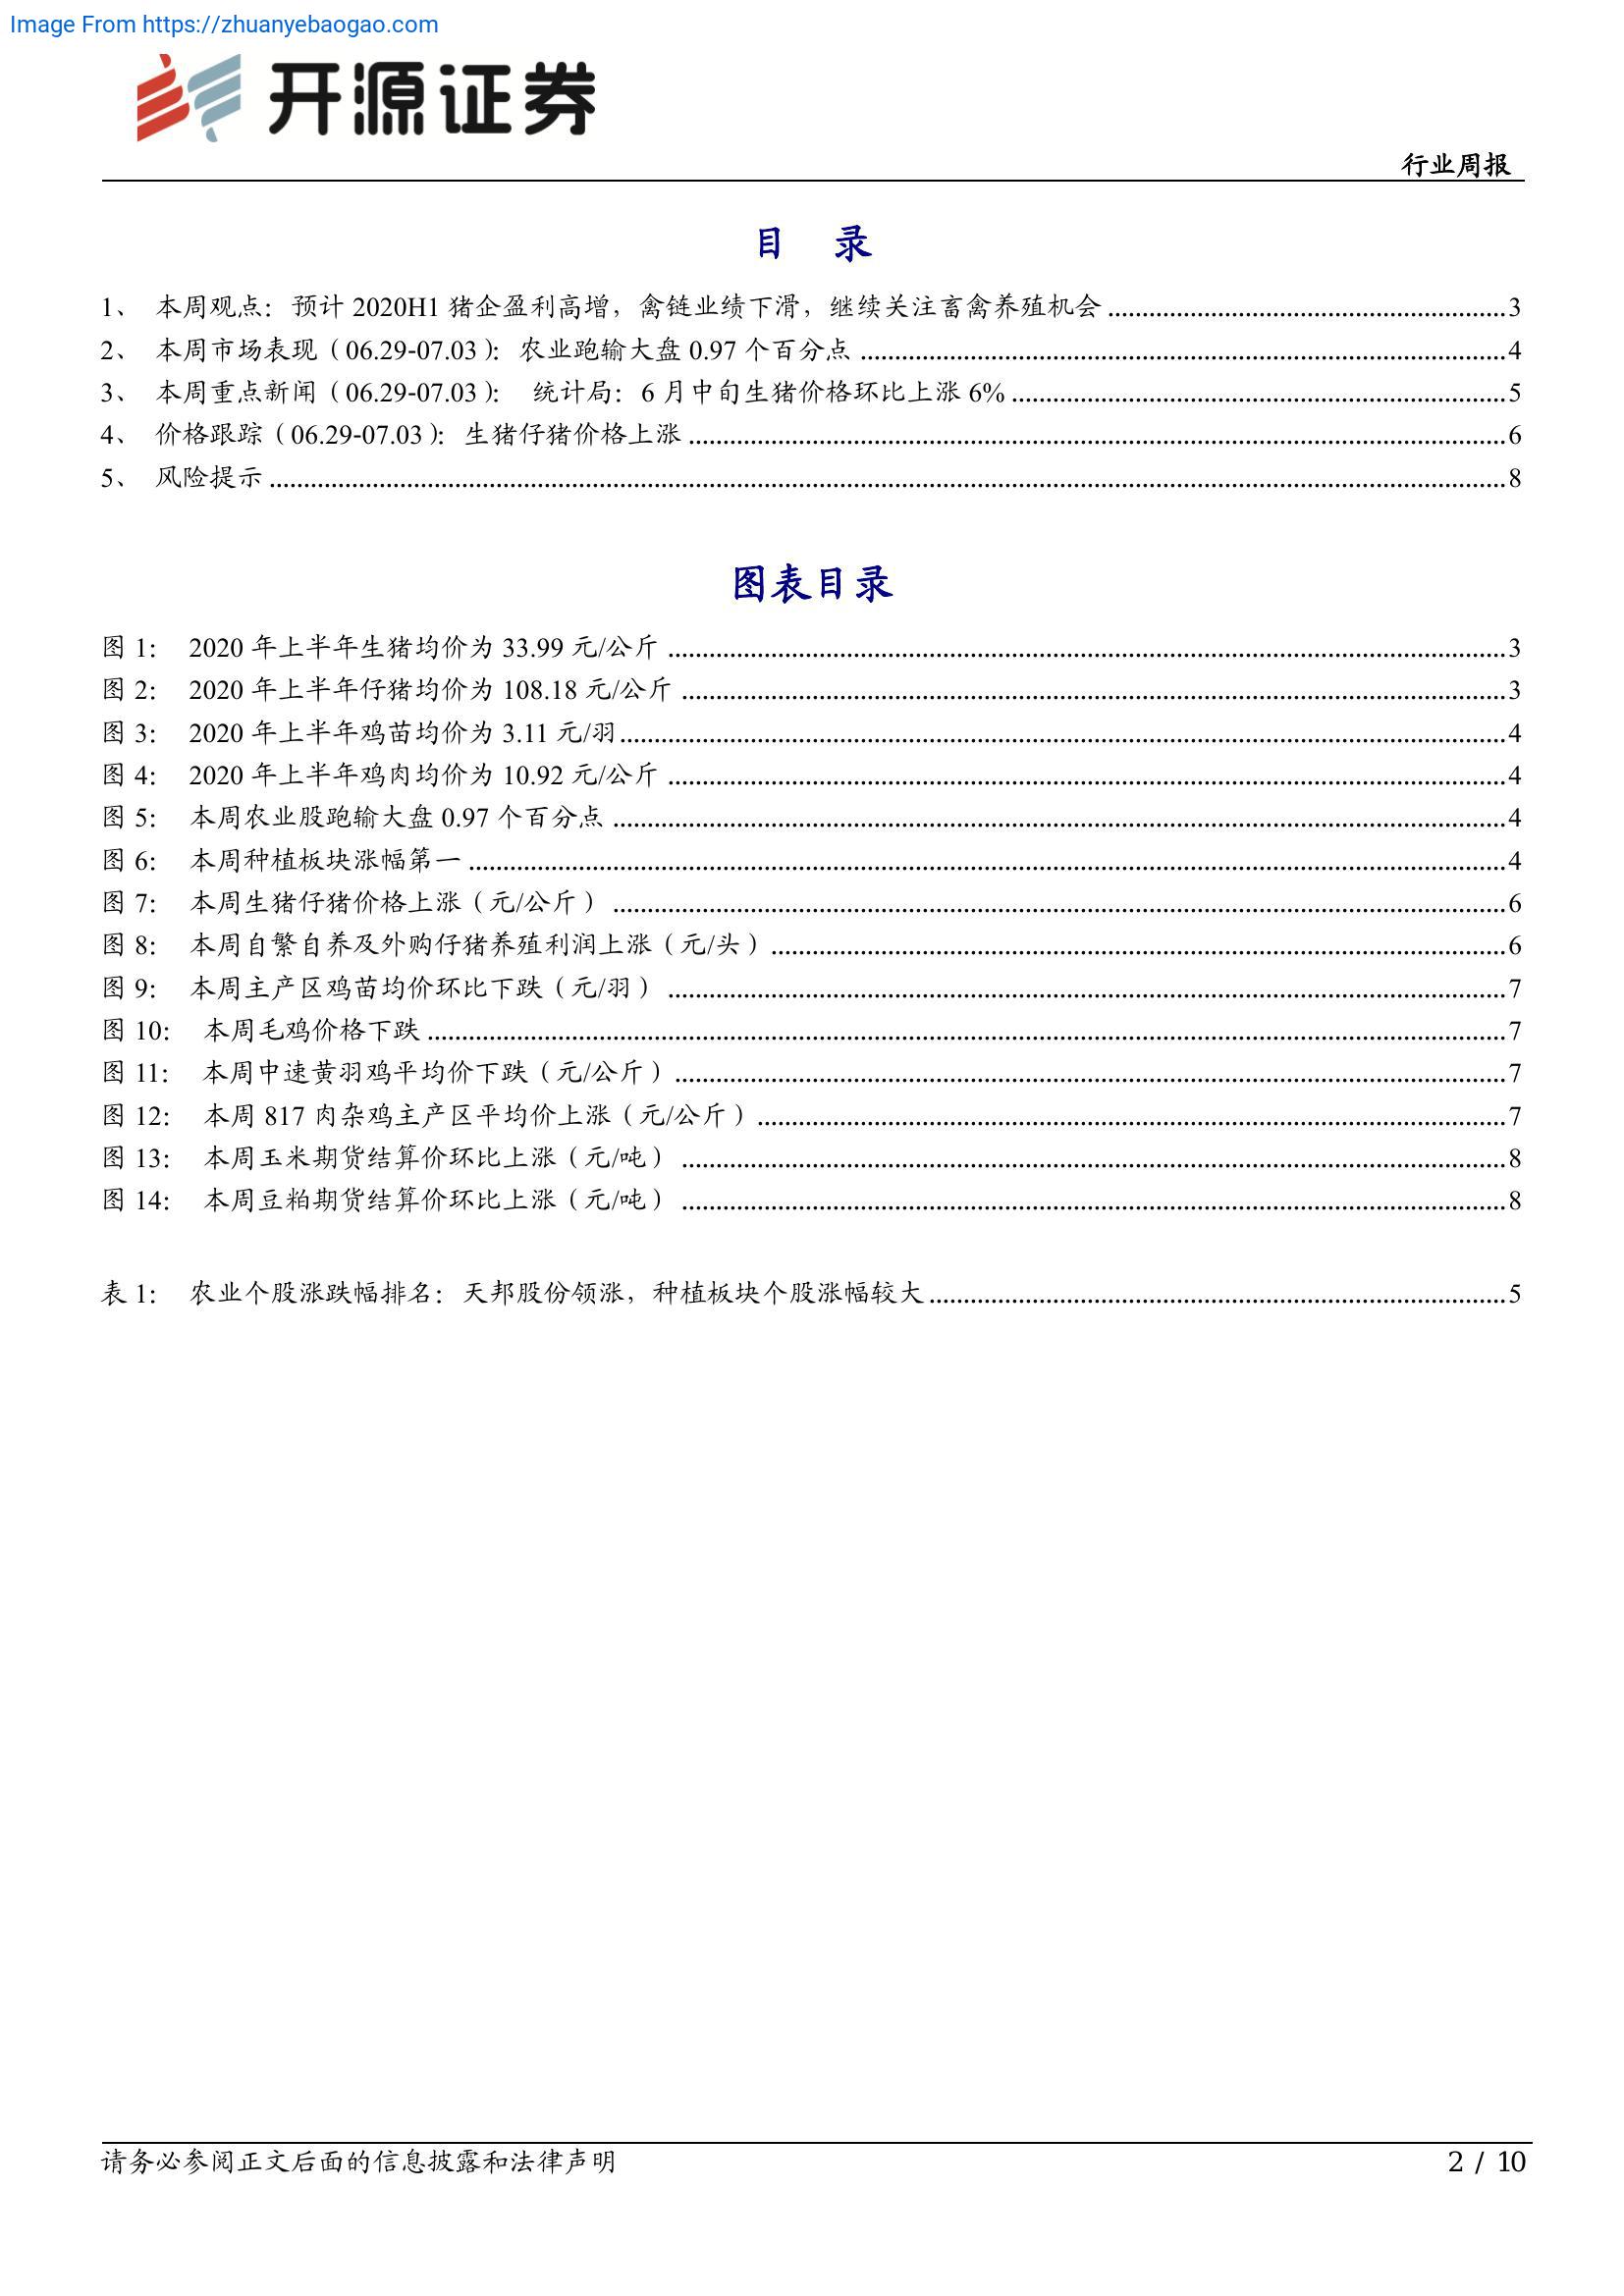 Image From https://zhuanyebaogao.com
开源证券
行业周报
目 录
1、 本周观点：预计 2020H1 猪企盈利高增，禽链业绩下滑，继续关注畜禽养殖机会 ........ 3
2、 本周市场表现（06.29-07.03）：农业跑输大盘 0.97 个百分点 ........ 4
3、 本周重点新闻（06.29-07.03）： 统计局：6 月中旬生猪价格环比上涨 6% ........ 5
4、 价格跟踪（06.29-07.03）：生猪仔猪价格上涨 ........ 6
5、 风险提示 ........ 8
图表目录
图 1： 2020 年上半年生猪均价为 33.99 元/公斤 ........ 3
图 2： 2020 年上半年仔猪均价为 108.18 元/公斤 ........ 3
图 3： 2020 年上半年鸡苗均价为 3.11 元/羽 ........ 4
图 4： 2020 年上半年鸡肉均价为 10.92 元/公斤 ........ 4
图 5： 本周农业股跑输大盘 0.97 个百分点 ........ 4
图 6： 本周种植板块涨幅第一 ........ 4
图 7： 本周生猪仔猪价格上涨（元/公斤） ........ 6
图 8： 本周自繁自养及外购仔猪养殖利润上涨（元/头） ........ 6
图 9： 本周主产区鸡苗均价环比下跌（元/羽） ........ 7
图 10： 本周毛鸡价格下跌 ........ 7
图 11： 本周中速黄羽鸡平均价下跌（元/公斤） ........ 7
图 12： 本周 817 肉杂鸡主产区平均价上涨（元/公斤） ........ 7
图 13： 本周玉米期货结算价环比上涨（元/吨） ........ 8
图 14： 本周豆粕期货结算价环比上涨（元/吨） ........ 8
表 1： 农业个股涨跌幅排名：天邦股份领涨，种植板块个股涨幅较大 ........ 5
请务必参阅正文后面的信息披露和法律声明
2 / 10